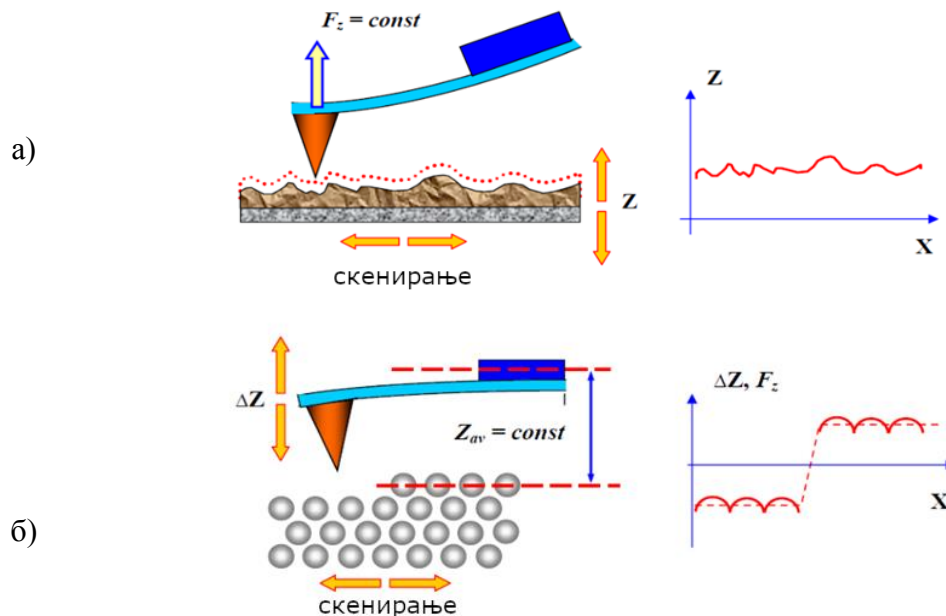 а)
F_z = const
Z
скенирање
Z
X
б)
ΔZ
Z_av = const
скенирање
ΔZ, F_z
X